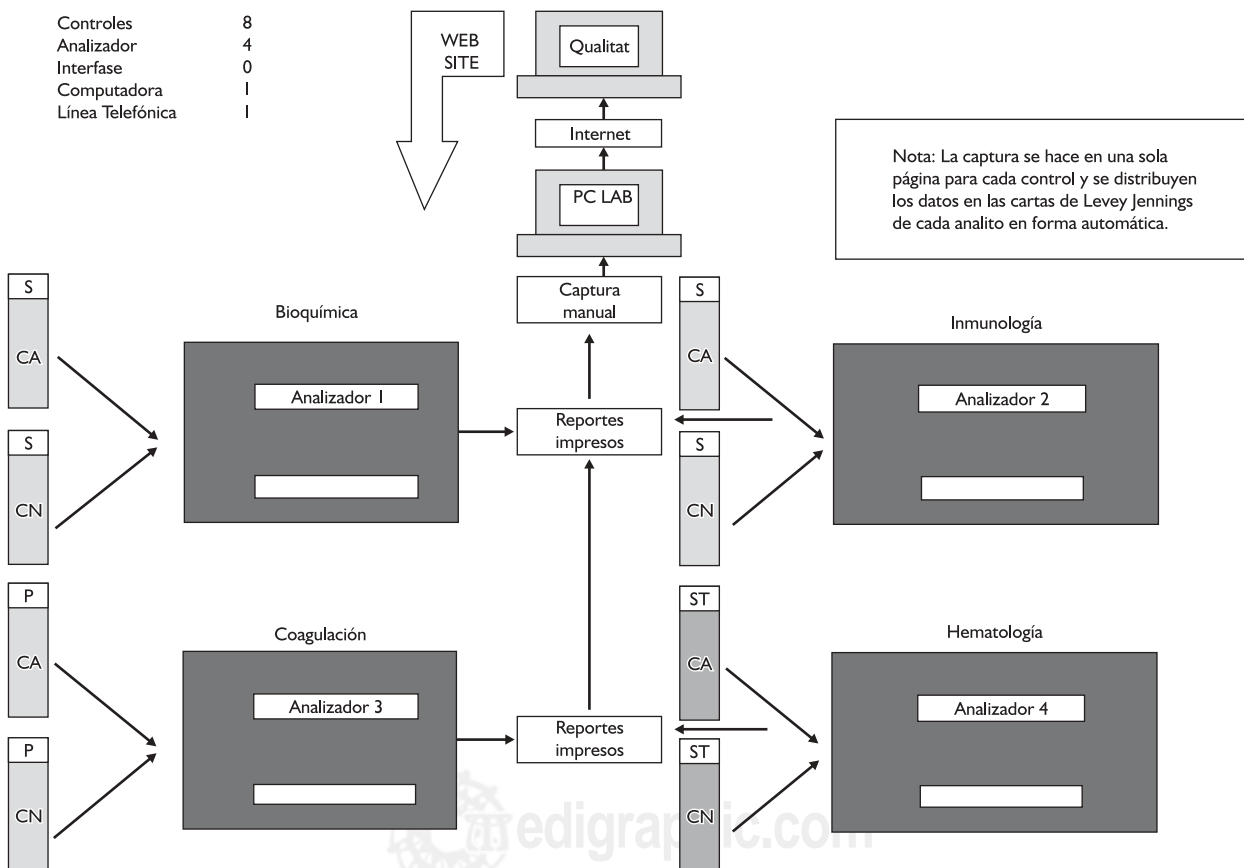 Controles 8
Analizador 4
Interfase 0
Computadora 1
Línea Telefónica 1
WEB
SITE
Qualitat
Internet
PC LAB
Captura
manual
Nota: La captura se hace en una sola
página para cada control y se distribuyen
los datos en las cartas de Levey Jennings
de cada analito en forma automática.
S
CA
S
CN
Bioquímica
Analizador 1
Reportes
impresos
S
CA
S
CN
Inmunología
Analizador 2
P
CA
P
CN
Coagulación
Analizador 3
Reportes
impresos
ST
CA
ST
CN
Hematología
Analizador 4
medigraphic.com